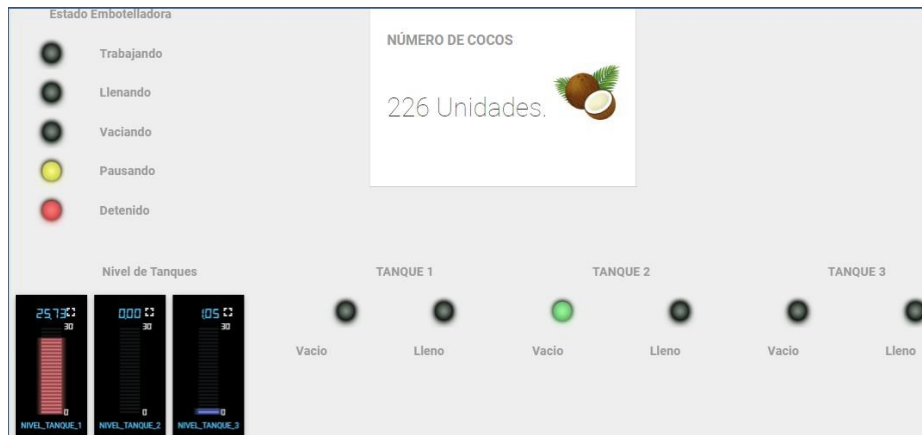 Estado Embotelladora
Trabajando
Llenando
Vaciando
Pausando
Detenido
NÚMERO DE COCOS
226 Unidades.
Nivel de Tanques
25,73
30
0
NIVEL_TANQUE_1
0,00
30
0
NIVEL_TANQUE_2
1,05
30
0
NIVEL_TANQUE_3
TANQUE 1
Vacio
Lleno
TANQUE 2
Vacio
Lleno
TANQUE 3
Vacio
Lleno